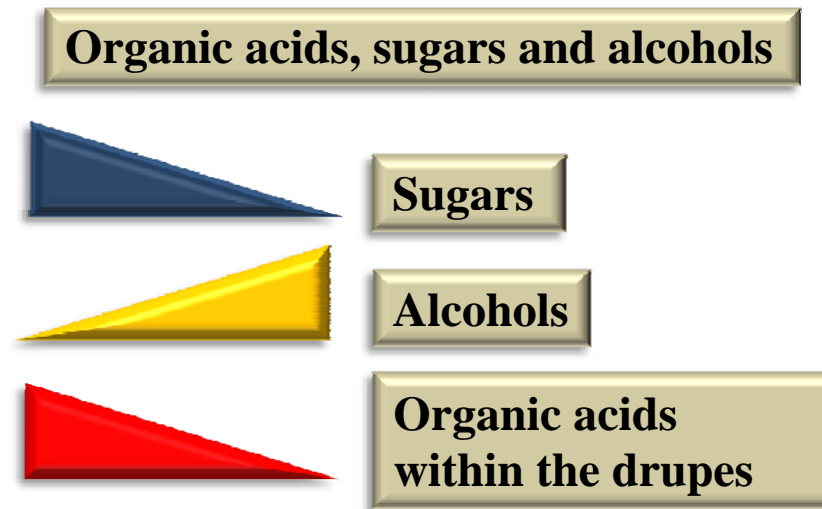 Organic acids, sugars and alcohols
Sugars
Alcohols
Organic acids
within the drupes